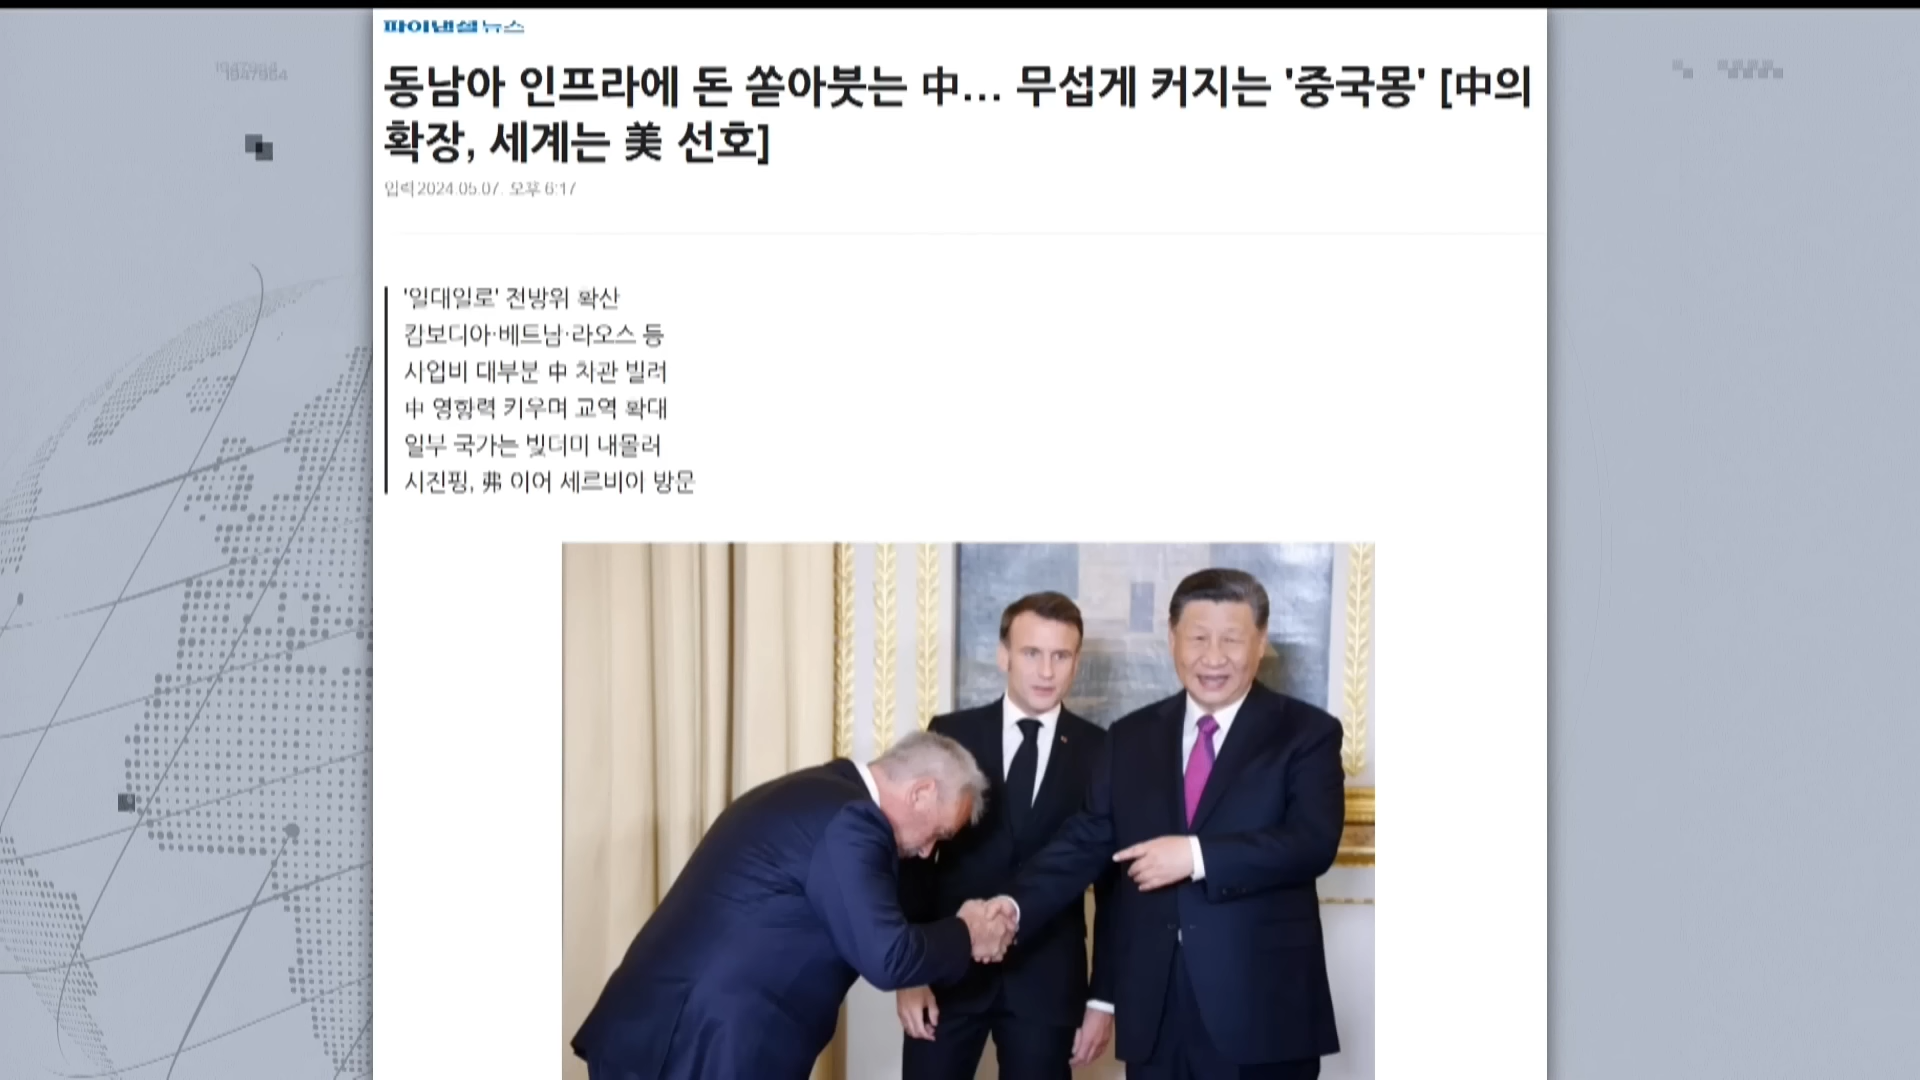 파이낸셜뉴스
1947954
동남아 인프라에 돈 쏟아붓는 中... 무섭게 커지는 '중국몽' [中의
확장, 세계는 美 선호]
입력2024.05.07. 오후 6:17
'일대일로' 전방위 확산
캄보디아·베트남·라오스 등
사업비 대부분 中 차관 빌려
中 영향력 키우며 교역 확대
일부 국가는 빚더미 내몰려
시진핑, 弗 이어 세르비아 방문